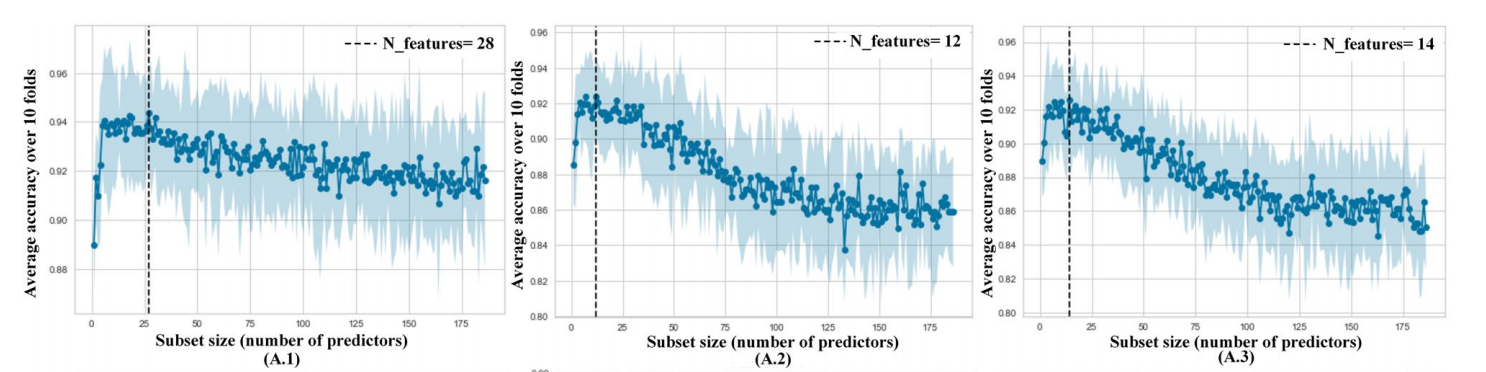 N_features= 28
Average accuracy over 10 folds
0.96
0.94
0.92
0.90
0.88
0 25 50 75 100 125 150 175
Subset size (number of predictors)
(A.1)
N_features= 12
Average accuracy over 10 folds
0.96
0.94
0.92
0.90
0.88
0.86
0.84
0.82
0.80
0 25 50 75 100 125 150 175
Subset size (number of predictors)
(A.2)
N_features= 14
Average accuracy over 10 folds
0.96
0.94
0.92
0.90
0.88
0.86
0.84
0.82
0.80
0 25 50 75 100 125 150 175
Subset size (number of predictors)
(A.3)